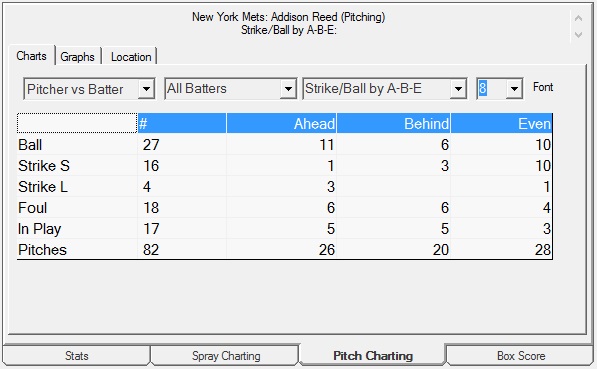 New York Mets: Addison Reed (Pitching)
Strike/Ball by A-B-E:
Charts Graphs Location
Pitcher vs Batter All Batters Strike/Ball by A-B-E 8 Font
# Ahead Behind Even
Ball 27 11 6 10
Strike S 16 1 3 10
Strike L 4 3 1
Foul 18 6 6 4
In Play 17 5 5 3
Pitches 82 26 20 28
Stats Spray Charting Pitch Charting Box Score